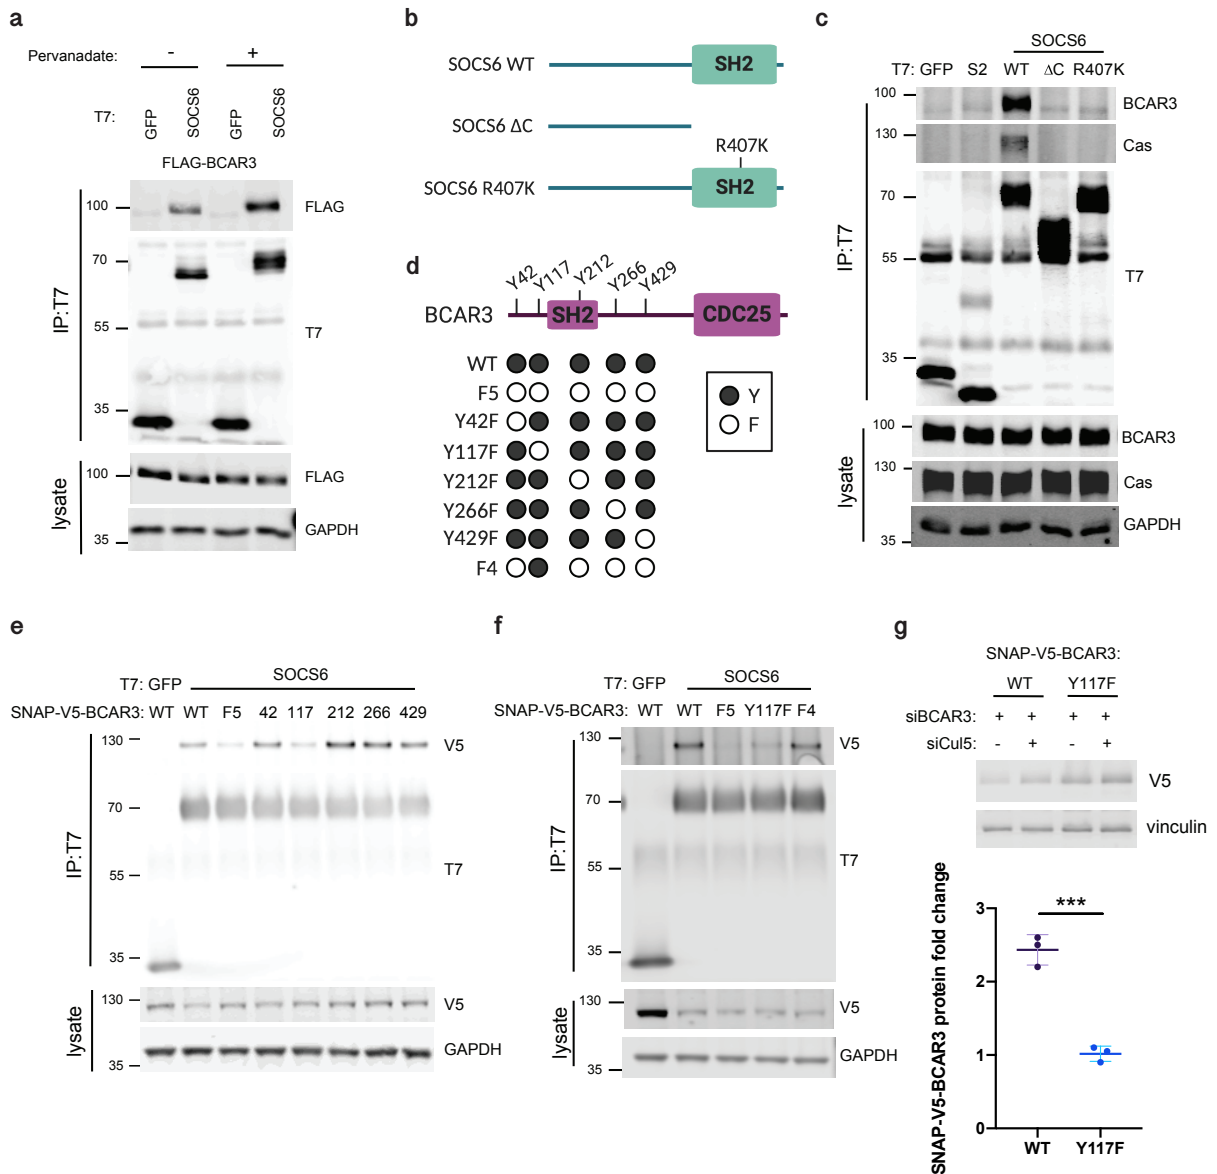 a
Pervanadate: - +
T7: GFP SOCS6 GFP SOCS6
FLAG-BCAR3
IP:T7
100 FLAG
70
55 T7
35
lysate
100 FLAG
35 GAPDH
b
SOCS6 WT SH2
SOCS6 ΔC
R407K
SOCS6 R407K SH2
c
SOCS6
T7: GFP S2 WT ΔC R407K
IP:T7
100 BCAR3
130 Cas
70
55 T7
35
lysate
100 BCAR3
130 Cas
35 GAPDH
d
Y42 Y117 Y212 Y266 Y429
BCAR3 SH2 CDC25
WT
F5
Y42F
Y117F
Y212F
Y266F
Y429F
F4
Y
F
e
SOCS6
T7: GFP
SNAP-V5-BCAR3: WT WT F5 42 117 212 266 429
IP:T7
130 V5
70
T7
55
35
lysate
130 V5
GAPDH
35
f
SOCS6
T7: GFP
SNAP-V5-BCAR3: WT WT F5 Y117F F4
IP:T7
130 V5
70
55 T7
35
lysate
130 V5
GAPDH
35
g
SNAP-V5-BCAR3:
WT Y117F
siBCAR3: + + + +
siCul5: - + - +
V5
vinculin
SNAP-V5-BCAR3 protein fold change
3
***
2
1
0
WT Y117F